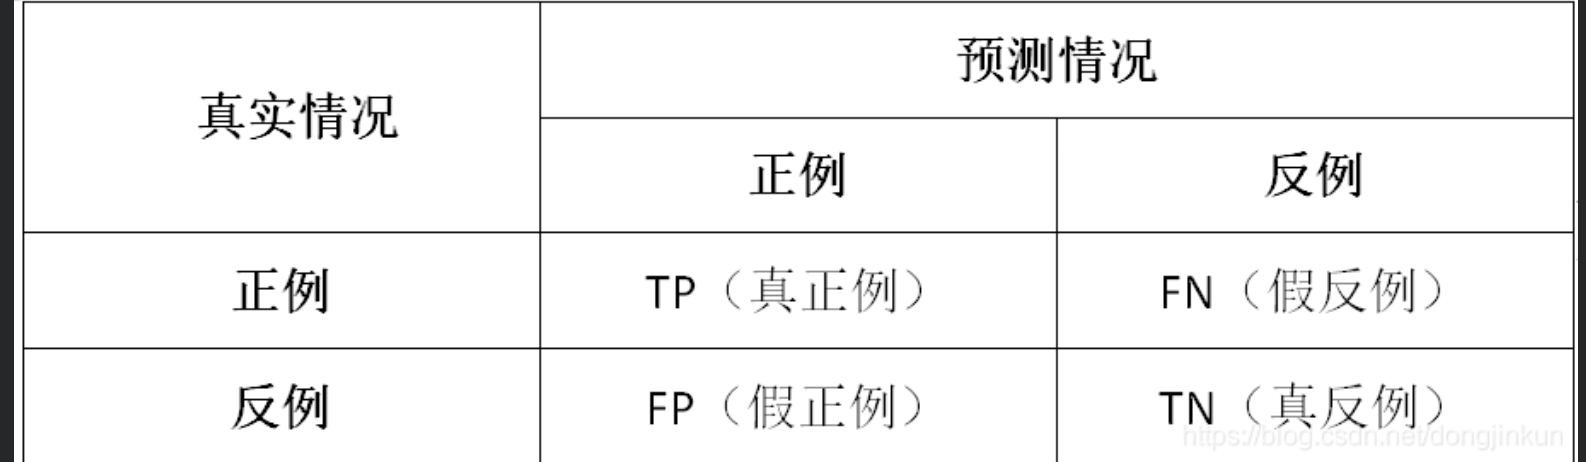 真实情况
预测情况
正例
反例
正例
TP（真正例）
FN（假反例）
反例
FP（假正例）
TN（真反例）
https://blog.csdn.net/dongjinkun